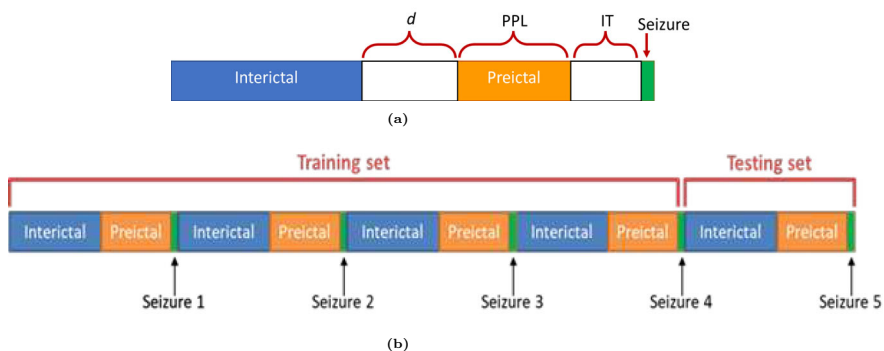 d PPL IT Seizure
Interictal Preictal
(a)
Training set Testing set
Interictal Preictal Interictal Preictal Interictal Preictal Interictal Preictal Interictal Preictal
Seizure 1 Seizure 2 Seizure 3 Seizure 4 Seizure 5
(b)